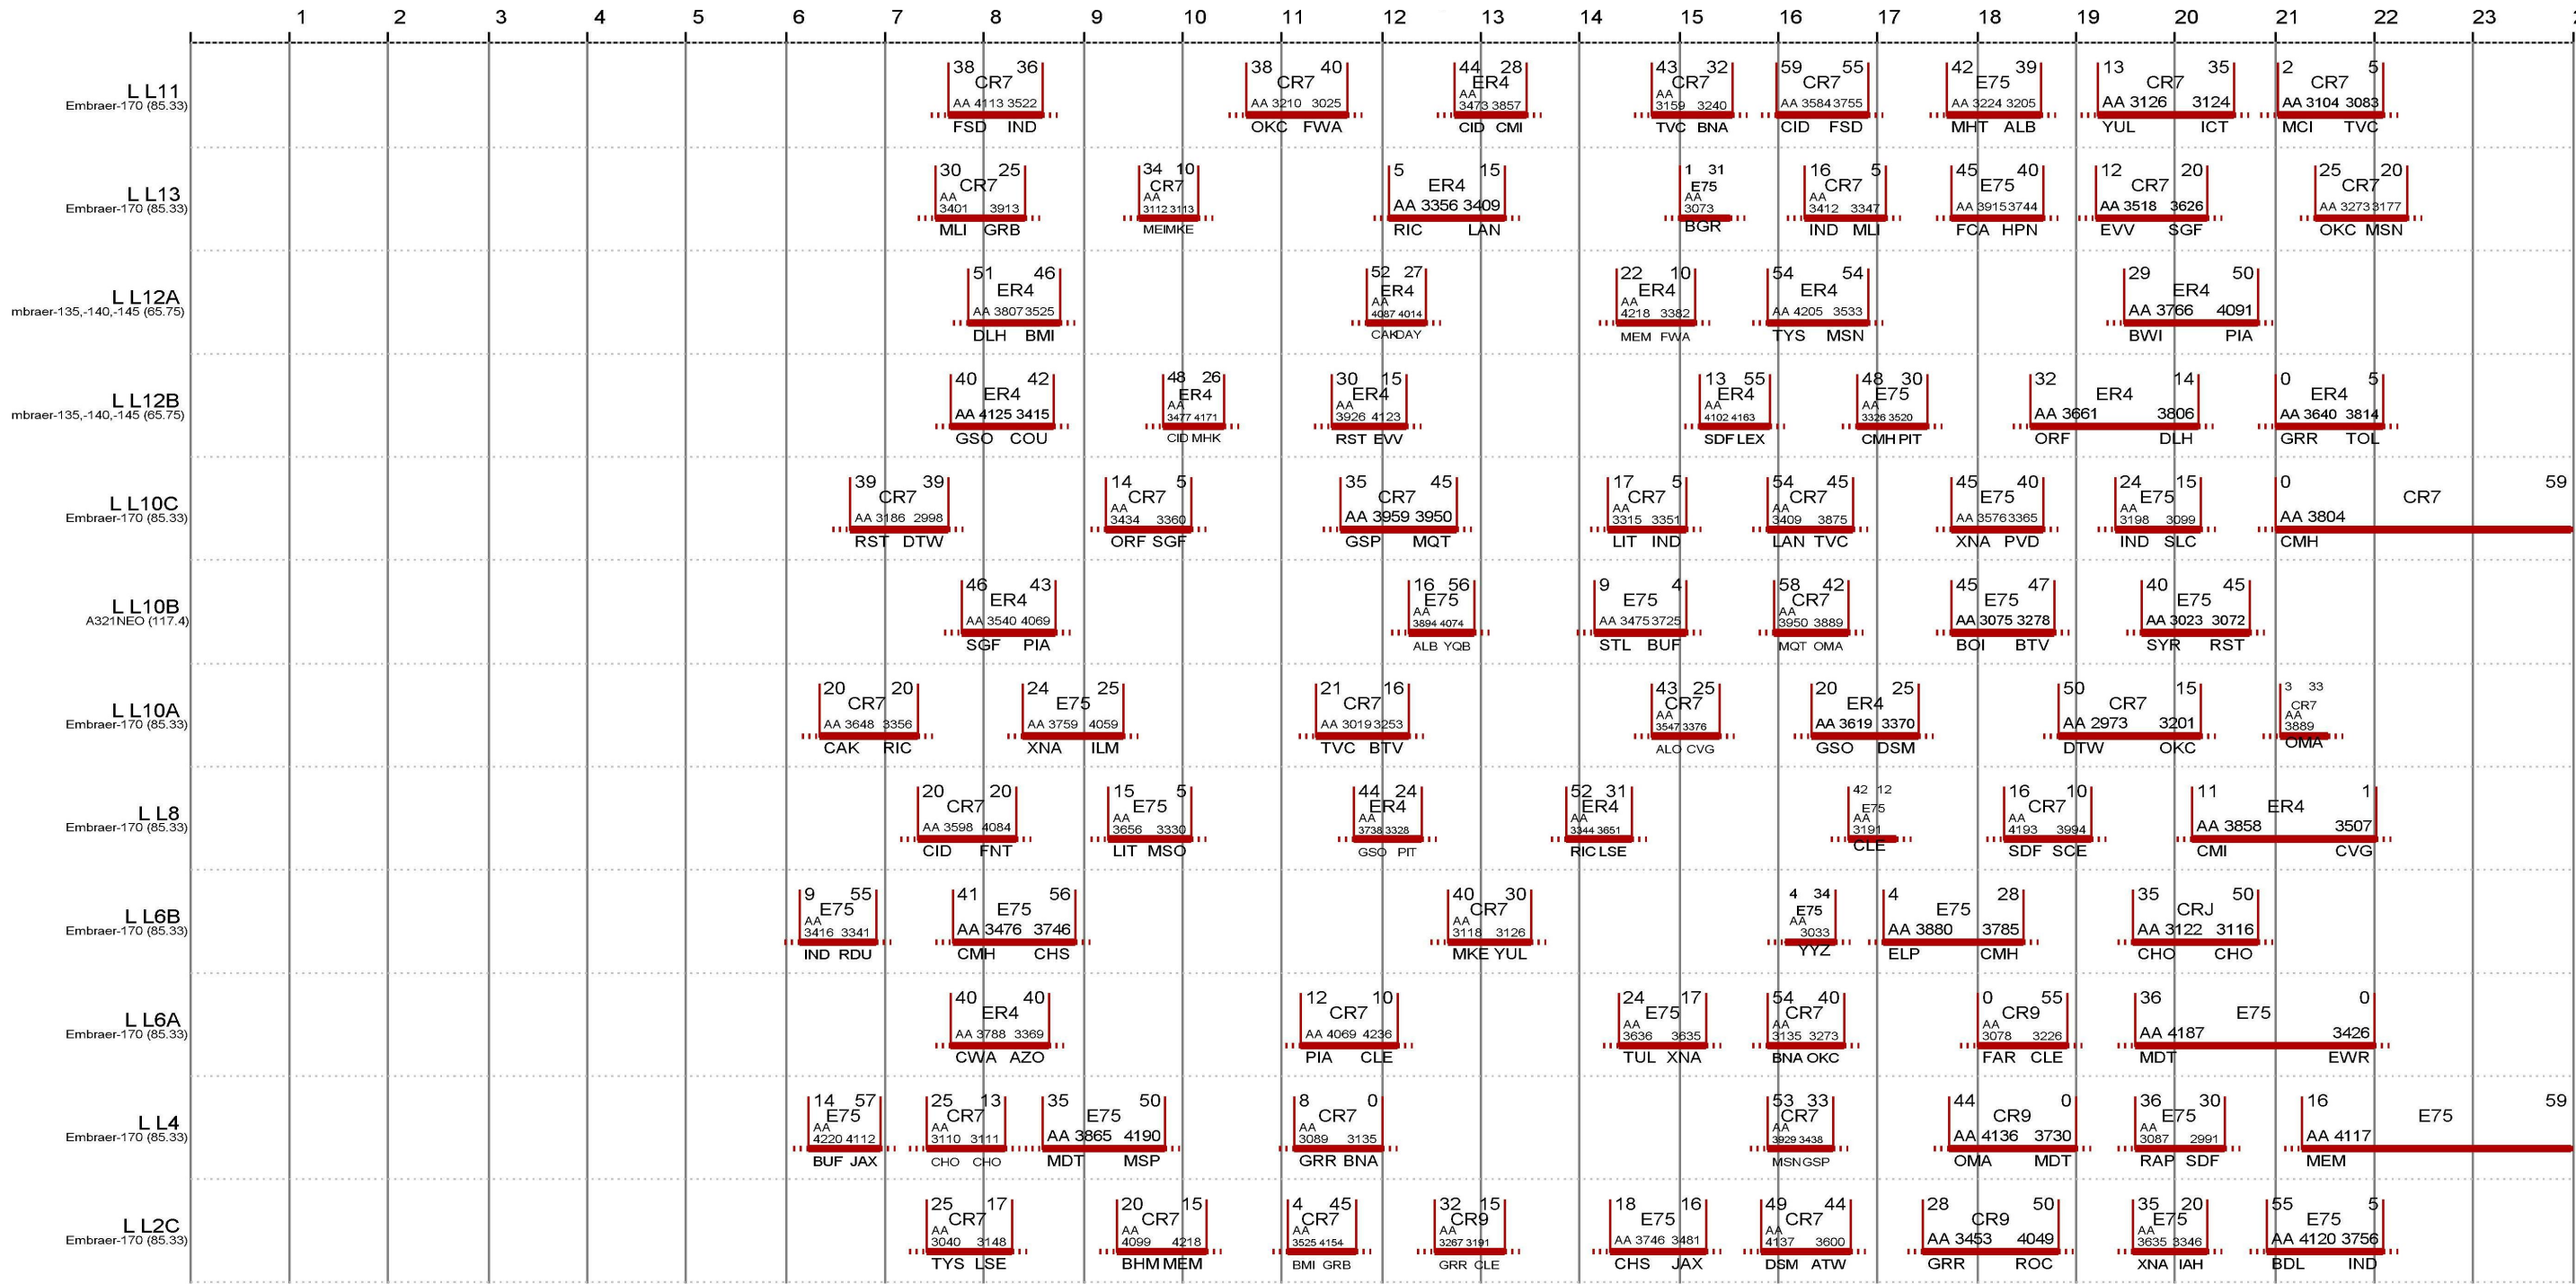 1 2 3 4 5 6 7 8 9 10 11 12 13 14 15 16 17 18 19 20 21 22 23
38 36 38 40 44 28 43 32 59 55 42 39 13 35 2 5
L L11 CR7 CR7 ER4 CR7 CR7 E75 CR7 CR7
Embraer-170 (85.33) AA 4113 3522 AA 3210 3025 AA 3473 3857 AA 3159 3240 AA 3584 3755 AA 3224 3205 AA 3126 3124 AA 3104 3083
FSD IND OKC FWA CID CMI TVC BNA CID FSD MHT ALB YUL ICT MCI TVC
30 25 34 10 5 15 1 31 16 5 45 40 12 20 25 20
L L13 CR7 CR7 ER4 E75 CR7 E75 CR7 CR7
Embraer-170 (85.33) AA 3401 3913 AA 3112 3113 AA 3356 3409 AA 3073 AA 3412 3347 AA 3915 3744 AA 3518 3626 AA 3273 3177
MLI GRB MEI MKE RIC LAN BGR IND MLI FCA HPN EVV SGF OKC MSN
51 46 52 27 22 10 54 54 29 50
L L12A ER4 ER4 ER4 ER4 ER4
mbraer-135,-140,-145 (65.75) AA 3807 3525 AA 4087 4014 AA 4218 3382 AA 4205 3533 AA 3766 4091
DLH BMI CAK DAY MEM FWA TYS MSN BWI PIA
40 42 48 26 30 15 13 55 48 30 32 14 0 5
L L12B ER4 ER4 ER4 ER4 E75 ER4 ER4
mbraer-135,-140,-145 (65.75) AA 4125 3415 AA 3477 4171 AA 3926 4123 AA 4102 4163 AA 3326 3520 AA 3661 3806 AA 3640 3814
GSO COU CID MHK RST EVV SDF LEX CMH PIT ORF DLH GRR TOL
39 39 14 5 35 45 17 5 54 45 45 40 24 15 0 59
L L10C CR7 CR7 CR7 CR7 CR7 E75 E75 CR7
Embraer-170 (85.33) AA 3186 2998 AA 3434 3360 AA 3959 3950 AA 3315 3351 AA 3409 3875 AA 3576 3365 AA 3198 3099 AA 3804
RST DTW ORF SGF GSP MQT LIT IND LAN TVC XNA PVD IND SLC CMH
46 43 16 56 9 4 58 42 45 47 40 45
L L10B ER4 E75 E75 CR7 E75 E75
A321NEO (117.4) AA 3540 4069 AA 3894 4074 AA 3475 3725 AA 3950 3889 AA 3075 3278 AA 3023 3072
SGF PIA ALB YQB STL BUF MQT OMA BOI BTV SYR RST
20 20 24 25 21 16 43 25 20 25 50 15 3 33
L L10A CR7 E75 CR7 CR7 ER4 CR7 CR7
Embraer-170 (85.33) AA 3648 3356 AA 3759 4059 AA 3019 3253 AA 3547 3376 AA 3619 3370 AA 2973 3201 AA 3889
CAK RIC XNA ILM TVC BTV ALO CVG GSO DSM DTW OKC OMA
20 20 15 5 44 24 52 31 42 12 16 10 11 1
L L8 CR7 E75 ER4 ER4 E75 CR7 ER4
Embraer-170 (85.33) AA 3598 4084 AA 3656 3330 AA 3738 3328 AA 3344 3651 AA 3191 AA 4193 3994 AA 3858 3507
CID FNT LIT MSO GSO PIT RIC LSE CLE SDF SCE CMI CVG
9 55 41 56 40 30 4 34 4 28 35 50
L L6B E75 E75 CR7 E75 E75 CRJ
Embraer-170 (85.33) AA 3416 3341 AA 3476 3746 AA 3118 3126 AA 3033 AA 3880 3785 AA 3122 3116
IND RDU CMH CHS MKE YUL YYZ ELP CMH CHO CHO
40 40 12 10 24 17 54 40 0 55 36 0
L L6A ER4 CR7 E75 CR7 CR9 E75
Embraer-170 (85.33) AA 3788 3369 AA 4069 4236 AA 3636 3635 AA 3135 3273 AA 3078 3226 AA 4187 3426
CWA AZO PIA CLE TUL XNA BNA OKC FAR CLE MDT EWR
14 57 25 13 35 50 8 0 53 33 44 0 36 30 16 59
L L4 E75 CR7 E75 CR7 CR7 CR9 E75 E75
Embraer-170 (85.33) AA 4220 4112 AA 3110 3111 AA 3865 4190 AA 3089 3135 AA 3929 3438 AA 4136 3730 AA 3087 2991 AA 4117
BUF JAX CHO CHO MDT MSP GRR BNA MSN GSP OMA MDT RAP SDF MEM
25 17 20 15 4 45 32 15 18 16 49 44 28 50 35 20 55 5
L L2C CR7 CR7 CR7 CR9 E75 CR7 CR9 E75 E75
Embraer-170 (85.33) AA 3040 3148 AA 4099 4218 AA 3525 4154 AA 3267 3191 AA 3746 3481 AA 4137 3600 AA 3453 4049 AA 3635 3346 AA 4120 3756
TYS LSE BHM MEM BMI GRB GRR CLE CHS JAX DSM ATW GRR ROC XNA IAH BDL IND